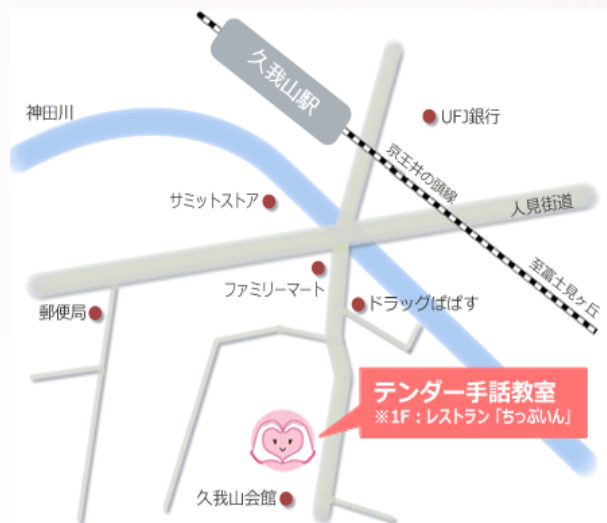 久我山駅
神田川
UFJ銀行
京王井の頭線
サミットストア
人見街道
至富士見ヶ丘
ファミリーマート
郵便局
ドラッグぱぱす
テンダー手話教室
※1F：レストラン「ちっぷいん」
久我山会館